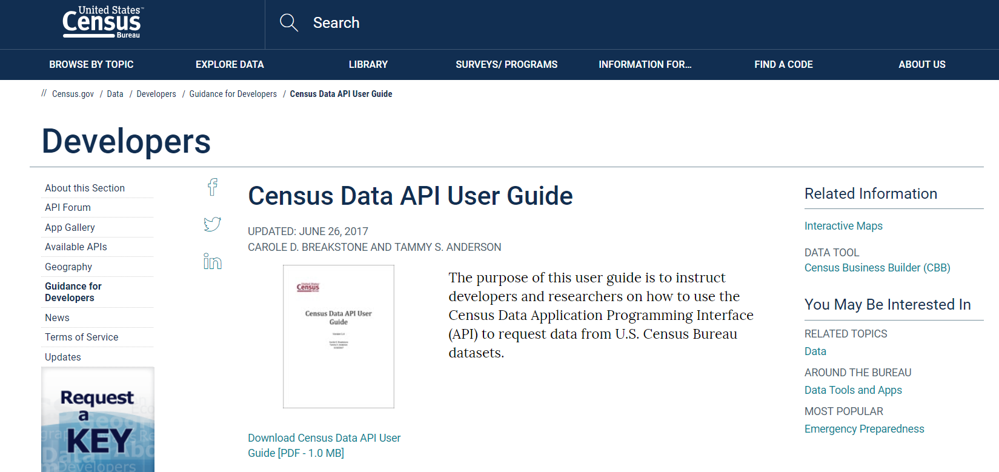 United States™
Census
Bureau
Search
BROWSE BY TOPIC
EXPLORE DATA
LIBRARY
SURVEYS/ PROGRAMS
INFORMATION FOR...
FIND A CODE
ABOUT US
// Census.gov / Data / Developers / Guidance for Developers / Census Data API User Guide
Developers
About this Section
API Forum
App Gallery
Available APIs
Geography
Guidance for
Developers
News
Terms of Service
Updates
Request
a
KEY
Developers
Census Data API User Guide
UPDATED: JUNE 26, 2017
CAROLE D. BREAKSTONE AND TAMMY S. ANDERSON
United States
Census
Bureau
Census Data API User
Guide
The purpose of this user guide is to instruct
developers and researchers on how to use the
Census Data Application Programming Interface
(API) to request data from U.S. Census Bureau
datasets.
Download Census Data API User
Guide [PDF - 1.0 MB]
Related Information
Interactive Maps
DATA TOOL
Census Business Builder (CBB)
You May Be Interested In
RELATED TOPICS
Data
AROUND THE BUREAU
Data Tools and Apps
MOST POPULAR
Emergency Preparedness